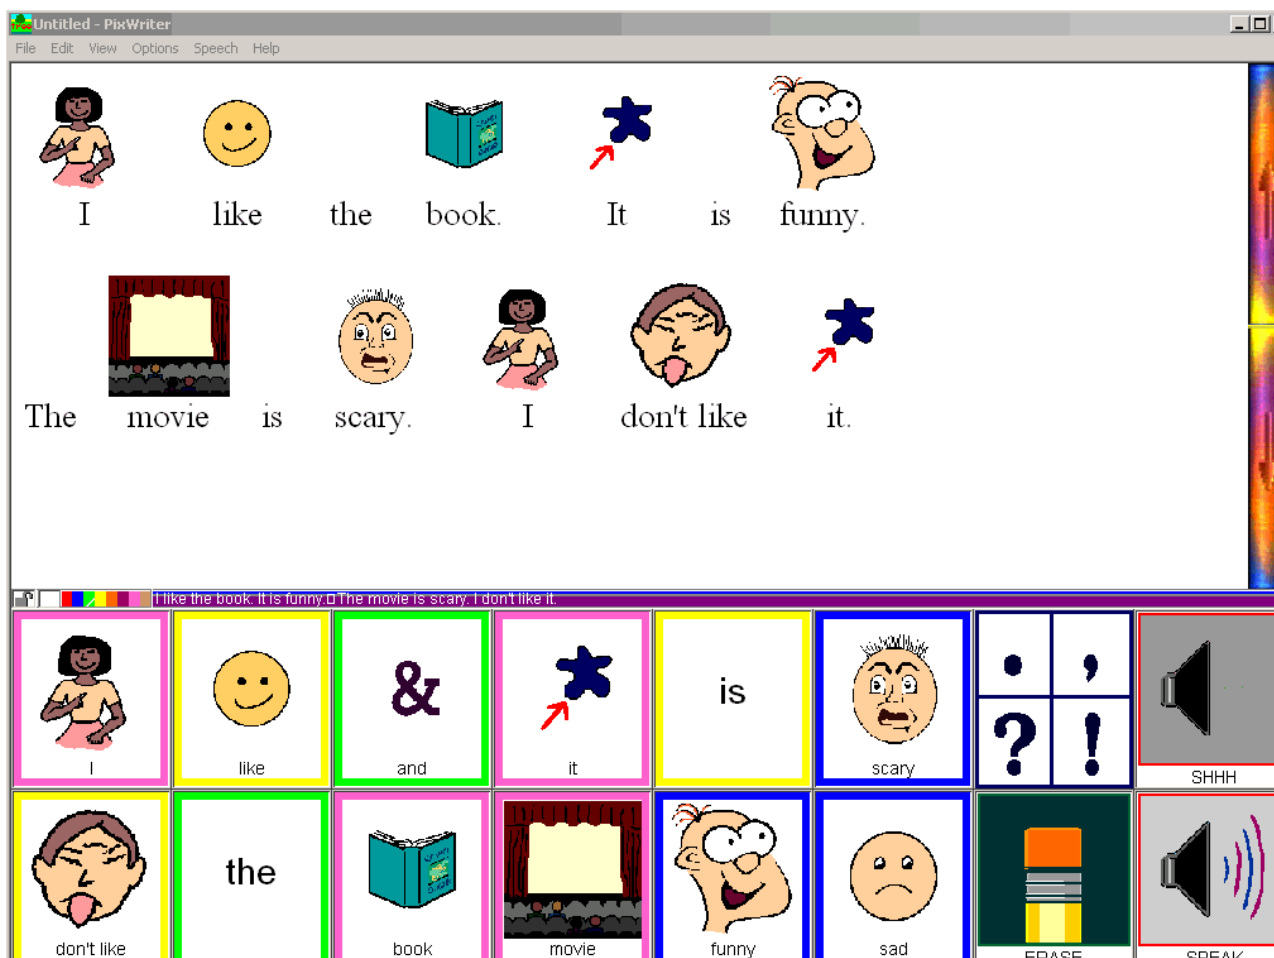 Untitled - PixWriter
File Edit View Options Speech Help
I like the book. It is funny.
The movie is scary. I don't like it.
I like the book. It is funny.□The movie is scary. I don't like it.
I like & and it is scary . , ? ! SHHH
don't like the book movie funny sad ERASE SPEAK